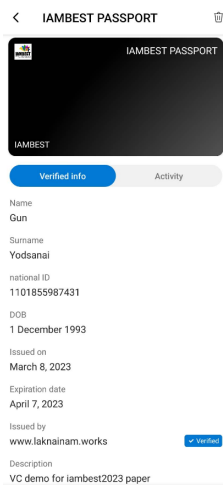 IAMBEST PASSPORT
IAMBEST
IAMBEST PASSPORT
IAMBEST
Verified info
Activity
Name
Gun
Surname
Yodsanai
national ID
1101855987431
DOB
1 December 1993
Issued on
March 8, 2023
Expiration date
April 7, 2023
Issued by
www.laknainam.works
Verified
Description
VC demo for iambest2023 paper